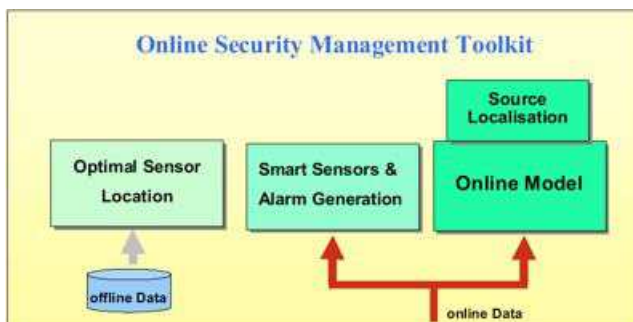 Online Security Management Toolkit
Source
Localisation
Optimal Sensor
Location
Smart Sensors &
Alarm Generation
Online Model
offline Data
online Data